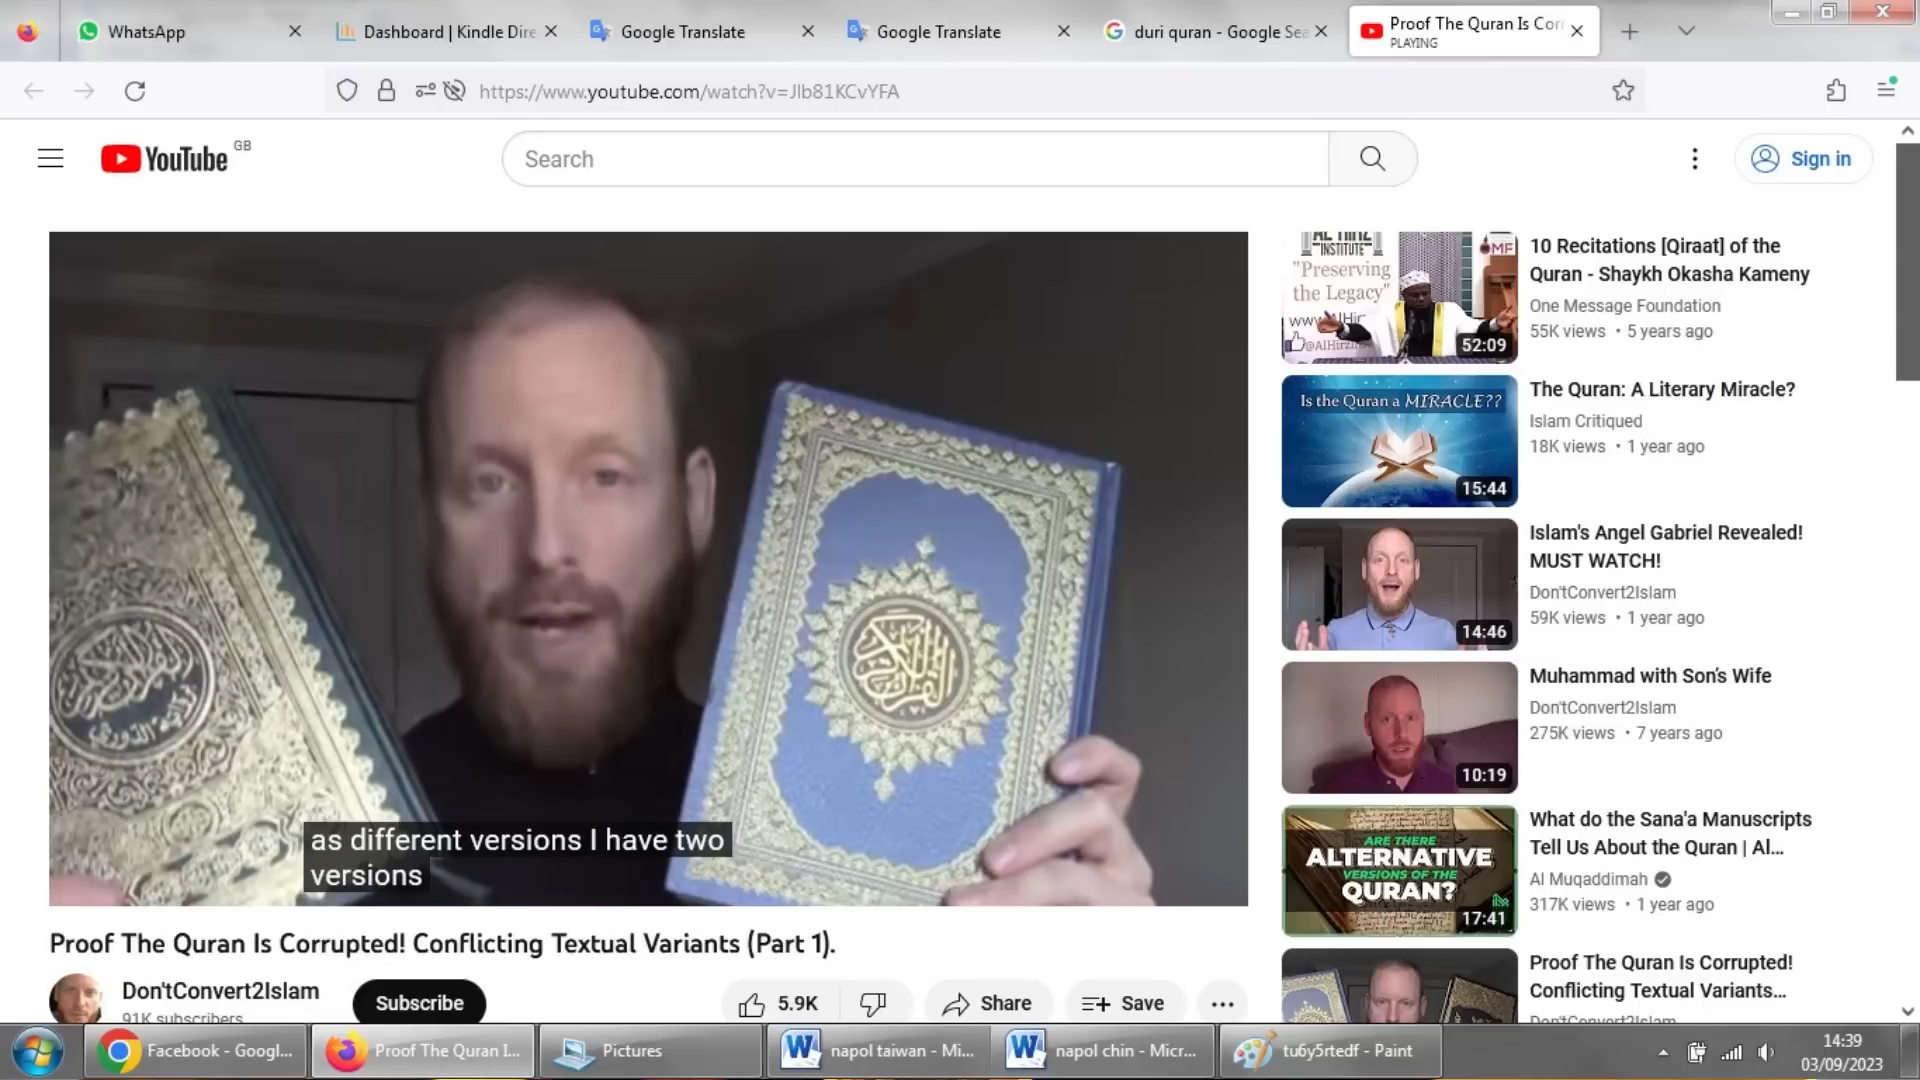 WhatsApp
Dashboard | Kindle Dire
Google Translate
Google Translate
duri quran - Google Sea
Proof The Quran Is Corr
PLAYING
https://www.youtube.com/watch?v=Jlb81KCvYFA
YouTube GB
Search
Sign in
INSTITUTE
"Preserving
the Legacy"
52:09
10 Recitations [Qiraat] of the
Quran - Shaykh Okasha Kameny
One Message Foundation
55K views • 5 years ago
Is the Quran a MIRACLE??
15:44
The Quran: A Literary Miracle?
Islam Critiqued
18K views • 1 year ago
14:46
Islam's Angel Gabriel Revealed!
MUST WATCH!
Don'tConvert2Islam
59K views • 1 year ago
10:19
Muhammad with Son's Wife
Don'tConvert2Islam
275K views • 7 years ago
ARE THERE
ALTERNATIVE
VERSIONS OF THE
QURAN?
17:41
What do the Sana'a Manuscripts
Tell Us About the Quran | Al...
Al Muqaddimah
317K views • 1 year ago
Proof The Quran Is Corrupted!
Conflicting Textual Variants...
Don'tConvert2Islam
as different versions I have two
versions
Proof The Quran Is Corrupted! Conflicting Textual Variants (Part 1).
Don'tConvert2Islam
91K subscribers
Subscribe
5.9K
Share
Save
Facebook - Googl...
Proof The Quran I...
Pictures
napol taiwan - Mi...
napol chin - Micr...
tu6y5rtedf - Paint
14:39
03/09/2023